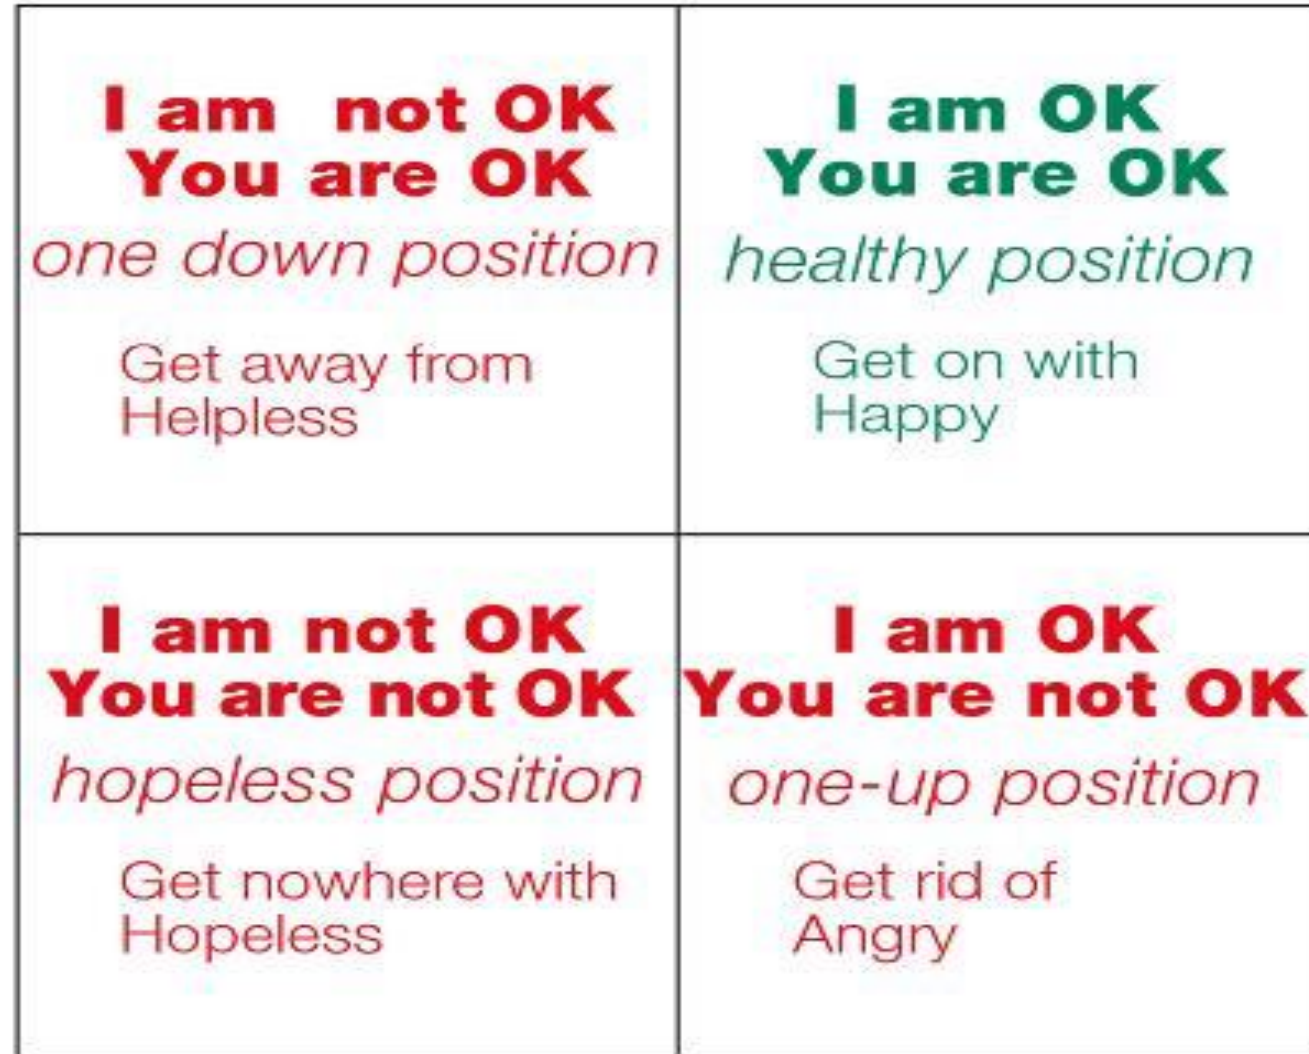 I am not OK
You are OK
one down position
Get away from
Helpless
I am OK
You are OK
healthy position
Get on with
Happy
I am not OK
You are not OK
hopeless position
Get nowhere with
Hopeless
I am OK
You are not OK
one-up position
Get rid of
Angry